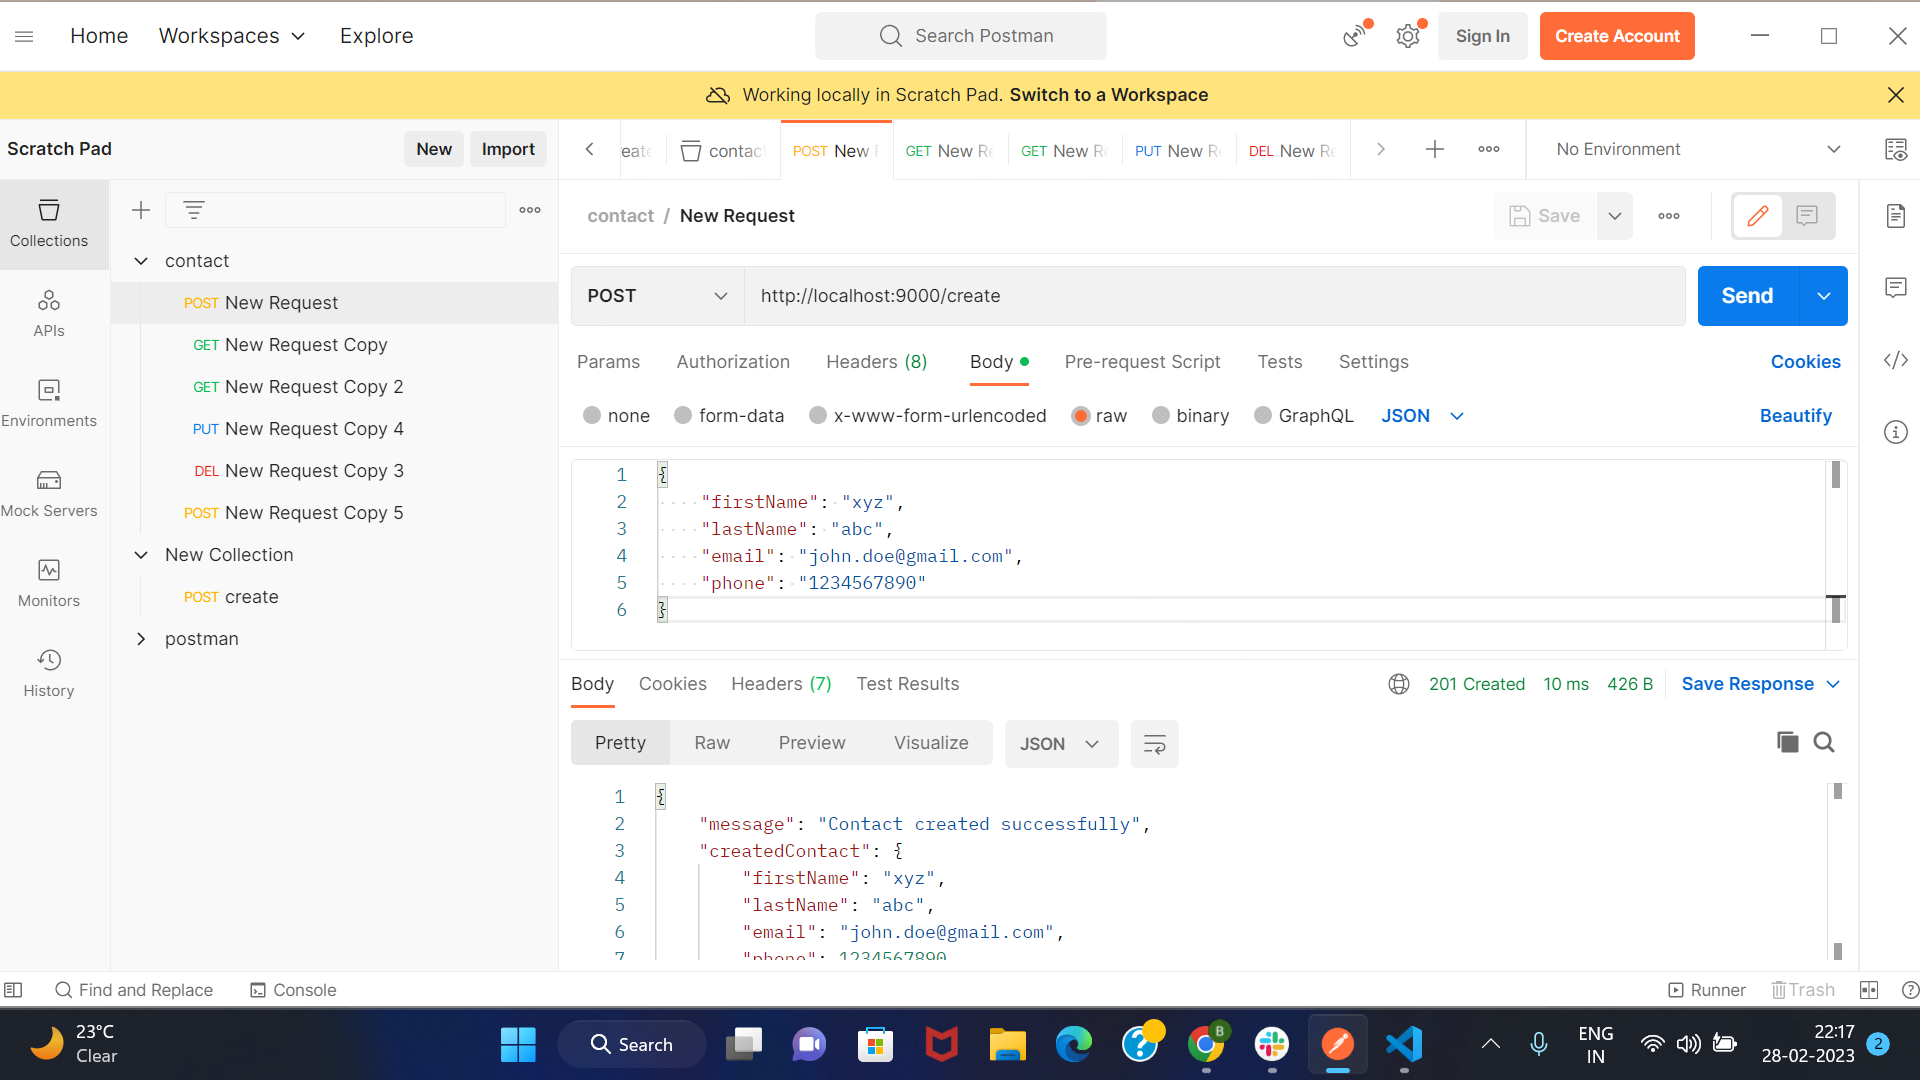 Home Workspaces Explore Search Postman Sign In Create Account
Working locally in Scratch Pad. Switch to a Workspace
Scratch Pad New Import
contac POST New GET New Re GET New Re PUT New Re DEL New Re No Environment
Collections
APIs
Environments
Mock Servers
Monitors
History
contact
POST New Request
GET New Request Copy
GET New Request Copy 2
PUT New Request Copy 4
DEL New Request Copy 3
POST New Request Copy 5
New Collection
POST create
postman
contact / New Request Save
POST http://localhost:9000/create Send
Params Authorization Headers (8) Body Pre-request Script Tests Settings Cookies
none form-data x-www-form-urlencoded raw binary GraphQL JSON Beautify
1 {
2 "firstName": "xyz",
3 "lastName": "abc",
4 "email": "john.doe@gmail.com",
5 "phone": "1234567890"
6 }
Body Cookies Headers (7) Test Results 201 Created 10 ms 426 B Save Response
Pretty Raw Preview Visualize JSON
1 {
2 "message": "Contact created successfully",
3 "createdContact": {
4 "firstName": "xyz",
5 "lastName": "abc",
6 "email": "john.doe@gmail.com",
7 "phone": 1234567890
Find and Replace Console Runner Trash
23°C
Clear
Search
B
ENG
IN
22:17
28-02-2023
2